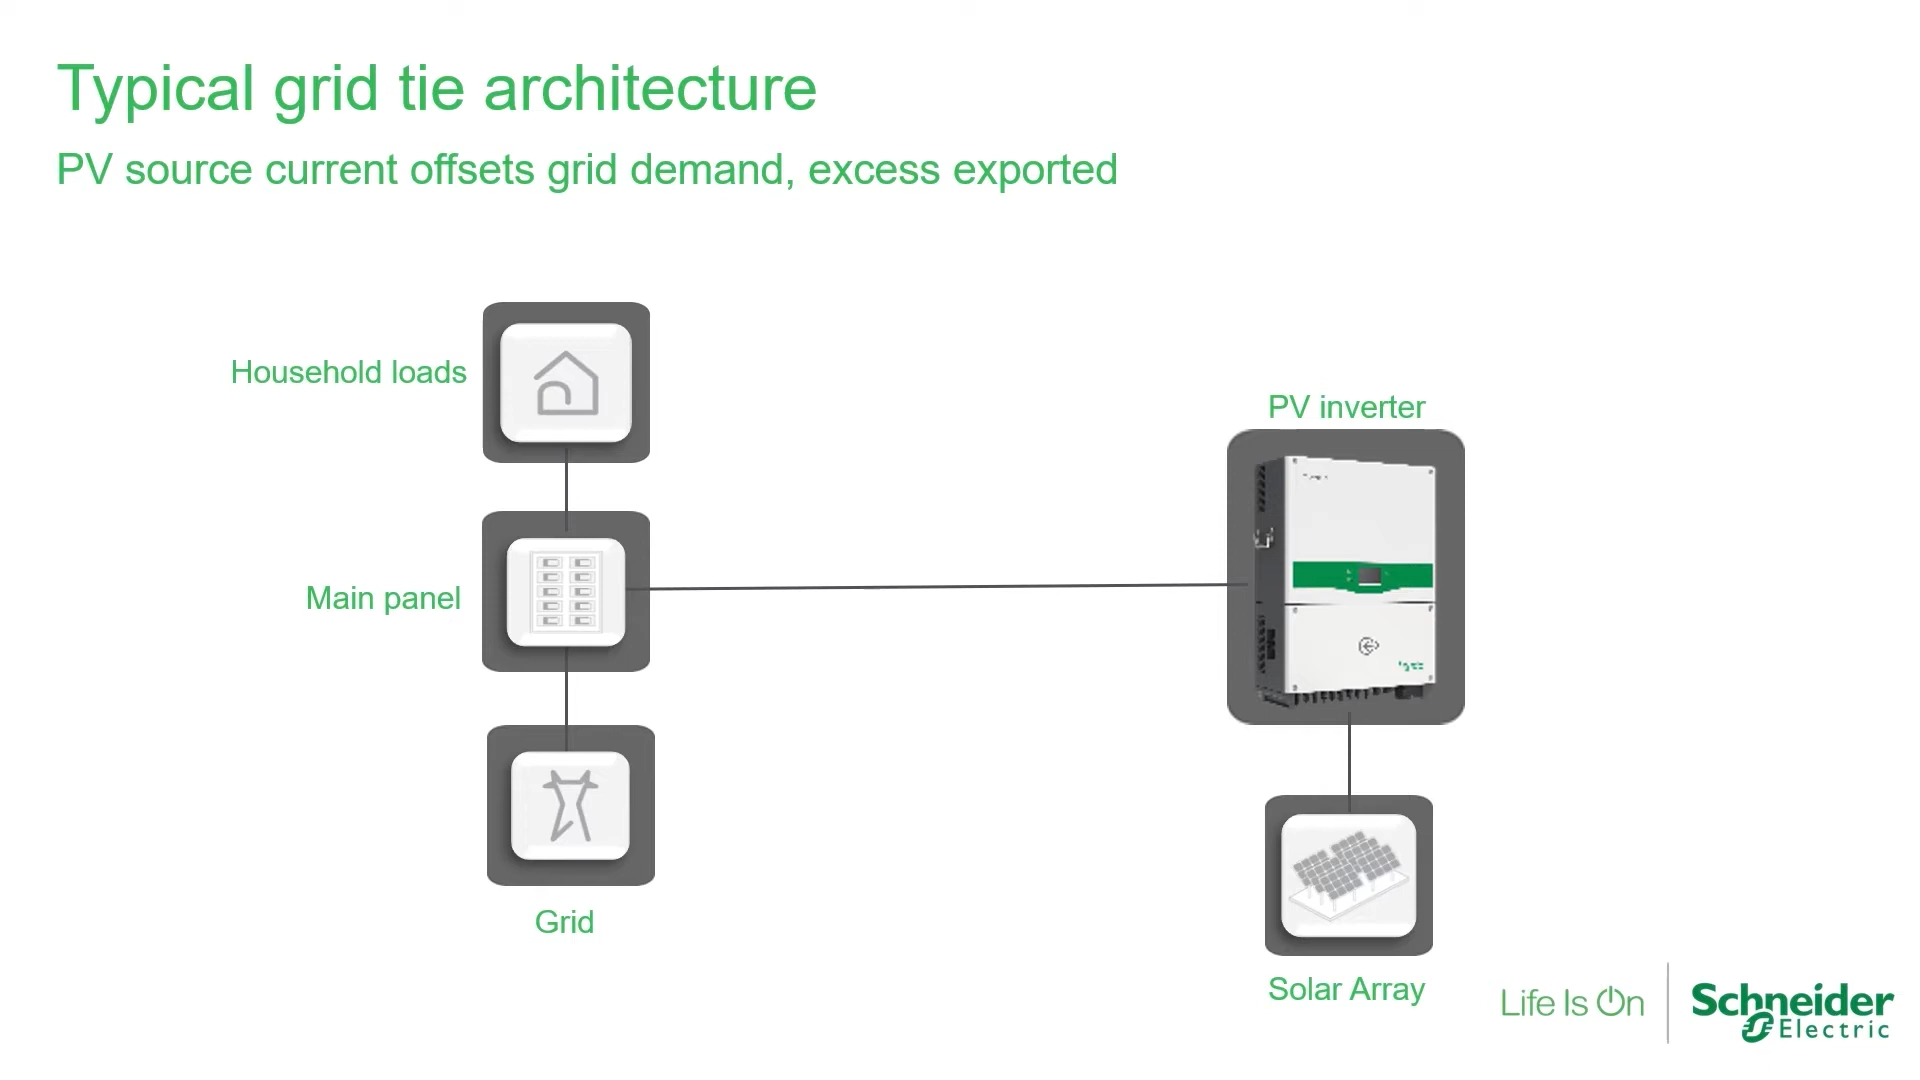 Typical grid tie architecture
PV source current offsets grid demand, excess exported
Household loads
PV inverter
Main panel
Grid
Solar Array
Life Is On
Schneider
Electric